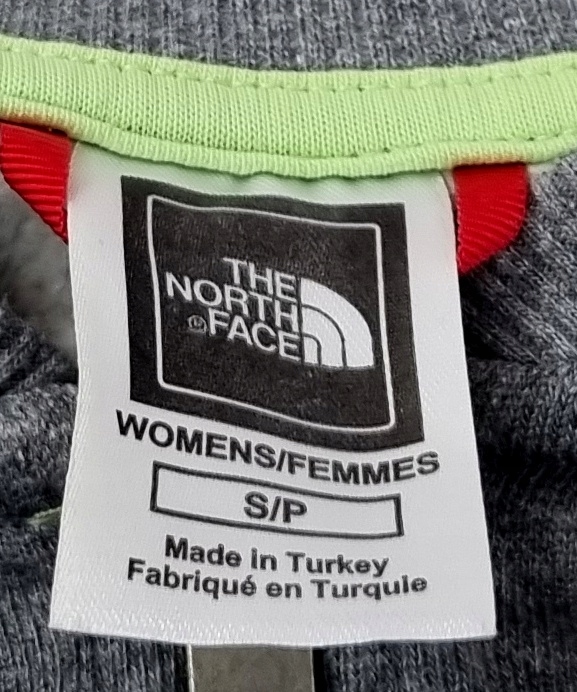 THE
NORTH
®FACE
WOMENS/FEMMES
S/P
Made in Turkey
Fabriqué en Turquie